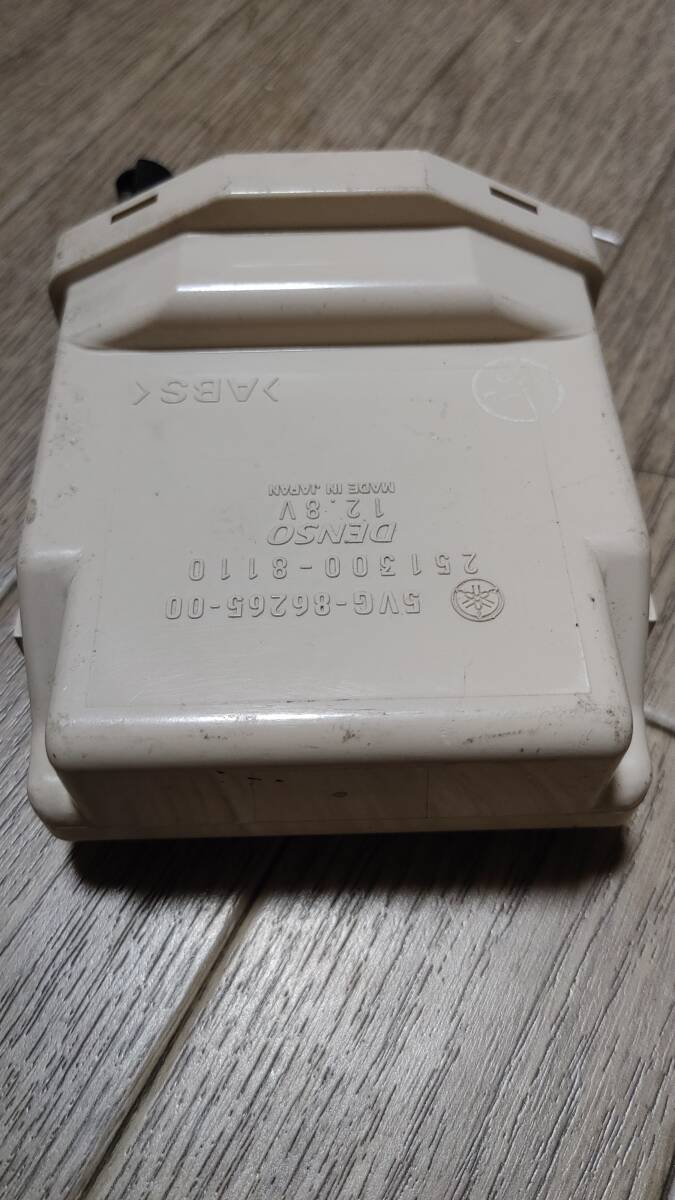 5VG-86265-00
251300-8110
DENSO
12.8V
MADE IN JAPAN
>ABS<